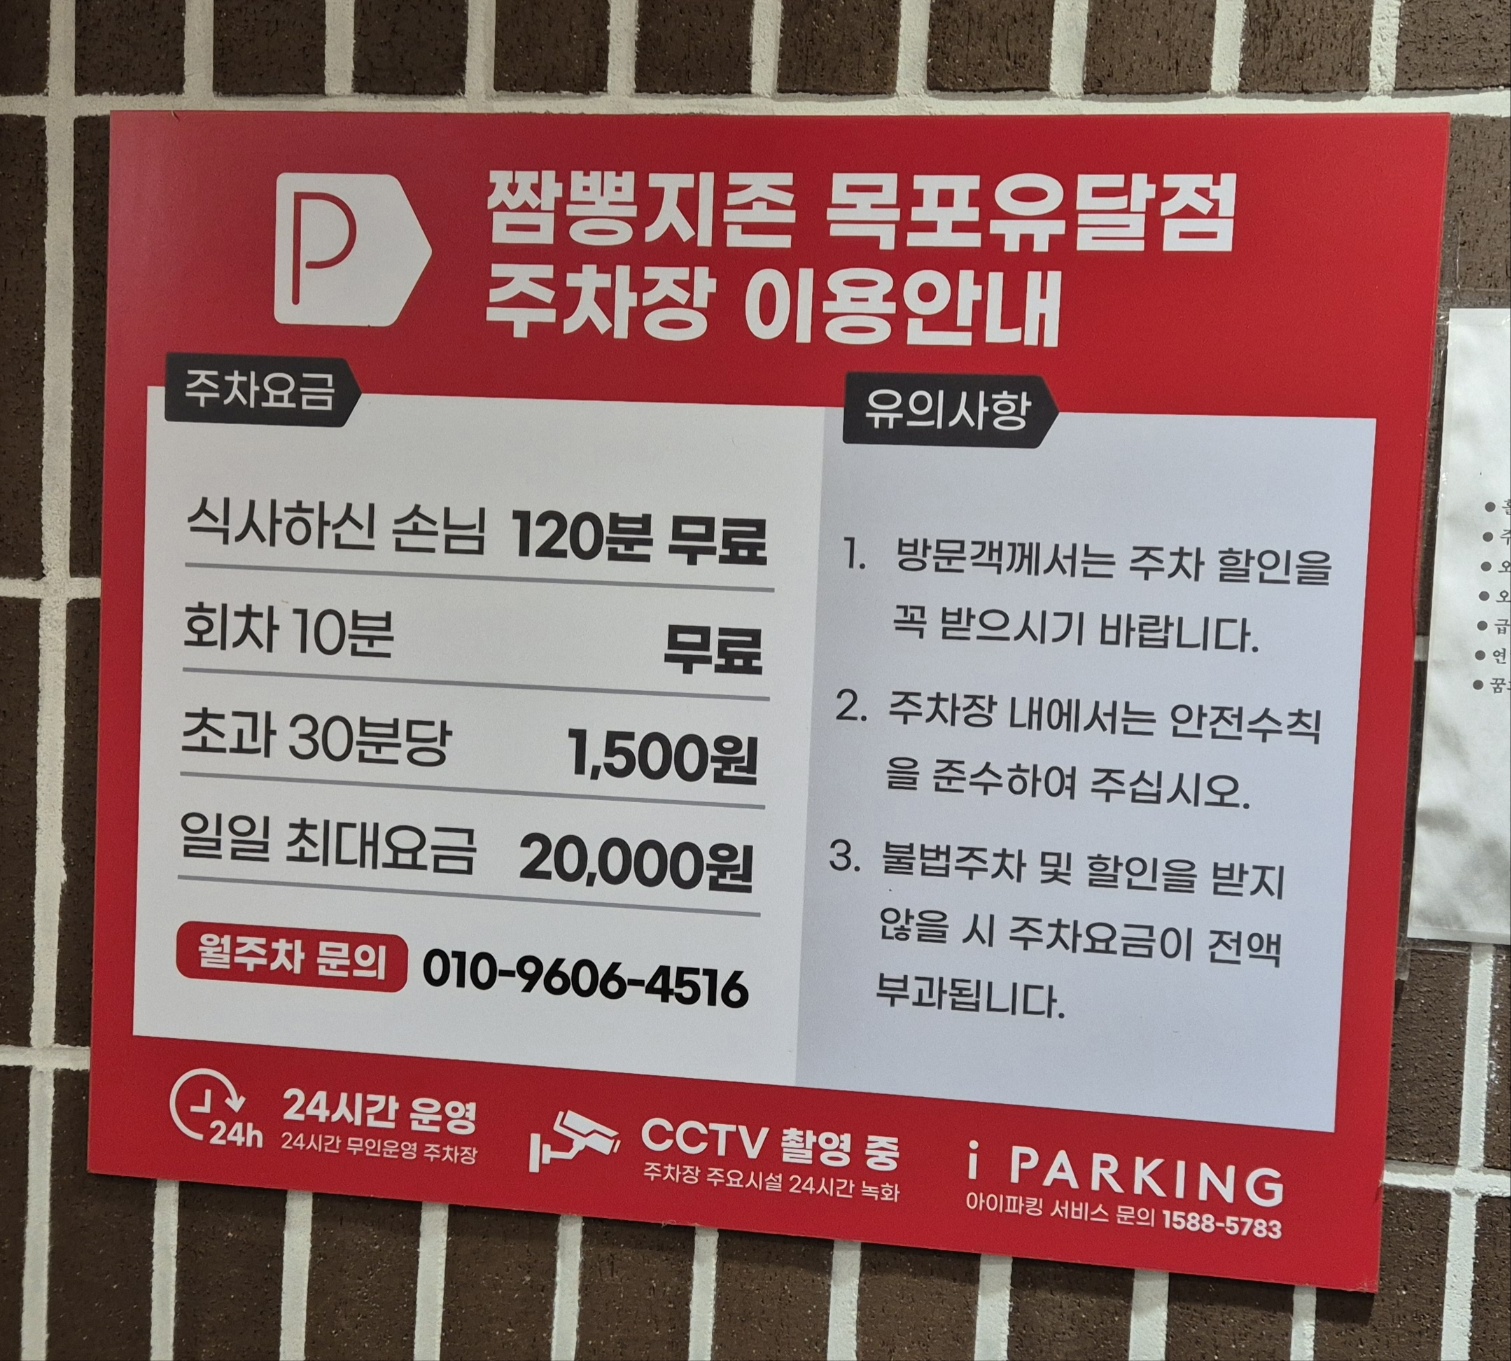 P
짬뽕지존 목포유달점
주차장 이용안내
주차요금
식사하신 손님 120분 무료
회차 10분 무료
초과 30분당 1,500원
일일 최대요금 20,000원
월주차 문의 010-9606-4516
유의사항
1. 방문객께서는 주차 할인을
꼭 받으시기 바랍니다.
2. 주차장 내에서는 안전수칙
을 준수하여 주십시오.
3. 불법주차 및 할인을 받지
않을 시 주차요금이 전액
부과됩니다.
24h
24시간 운영
24시간 무인운영 주차장
CCTV 촬영 중
주차장 주요시설 24시간 녹화
i PARKING
아이파킹 서비스 문의 1588-5783